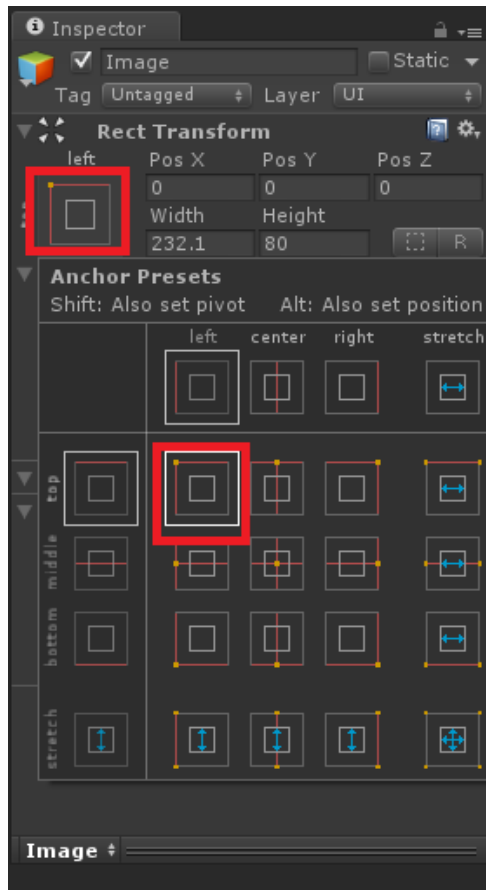 Inspector
Image Static
Tag Untagged Layer UI
Rect Transform
left Pos X Pos Y Pos Z
0 0 0
Width Height
232.1 80 R
Anchor Presets
Shift: Also set pivot Alt: Also set position
left center right stretch
top
middle
bottom
stretch
Image